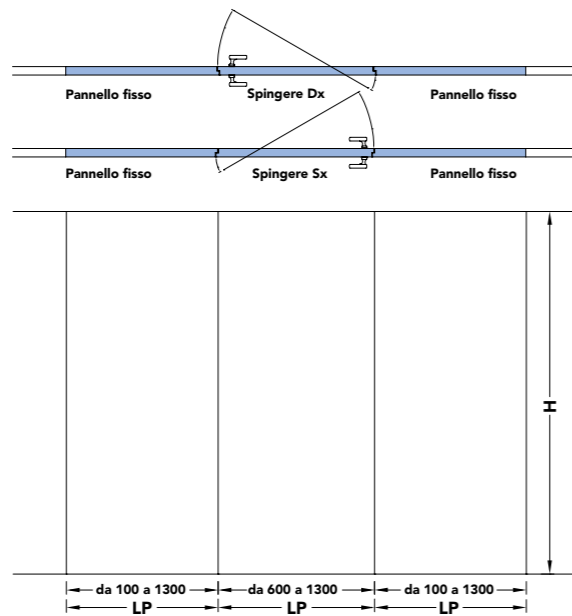 Pannello fisso Spingere Dx Pannello fisso
Pannello fisso Spingere Sx Pannello fisso
H
da 100 a 1300 da 600 a 1300 da 100 a 1300
LP LP LP